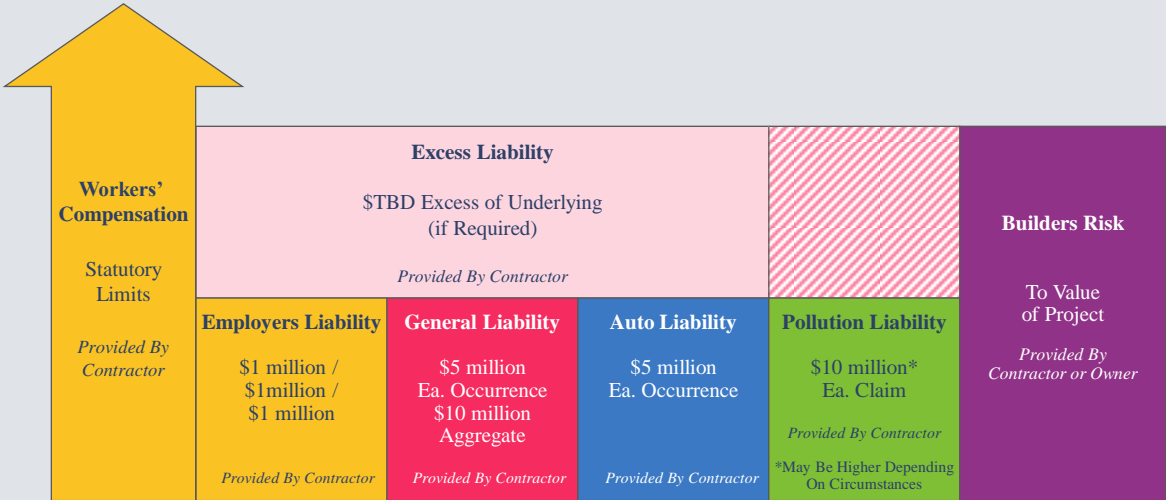 Workers'
Compensation
Statutory
Limits
Provided By
Contractor
Excess Liability
$TBD Excess of Underlying
(if Required)
Provided By Contractor
Employers Liability
$1 million /
$1million /
$1 million
Provided By Contractor
General Liability
$5 million
Ea. Occurrence
$10 million
Aggregate
Provided By Contractor
Auto Liability
$5 million
Ea. Occurrence
Provided By Contractor
Pollution Liability
$10 million*
Ea. Claim
Provided By Contractor
*May Be Higher Depending
On Circumstances
Builders Risk
To Value
of Project
Provided By
Contractor or Owner